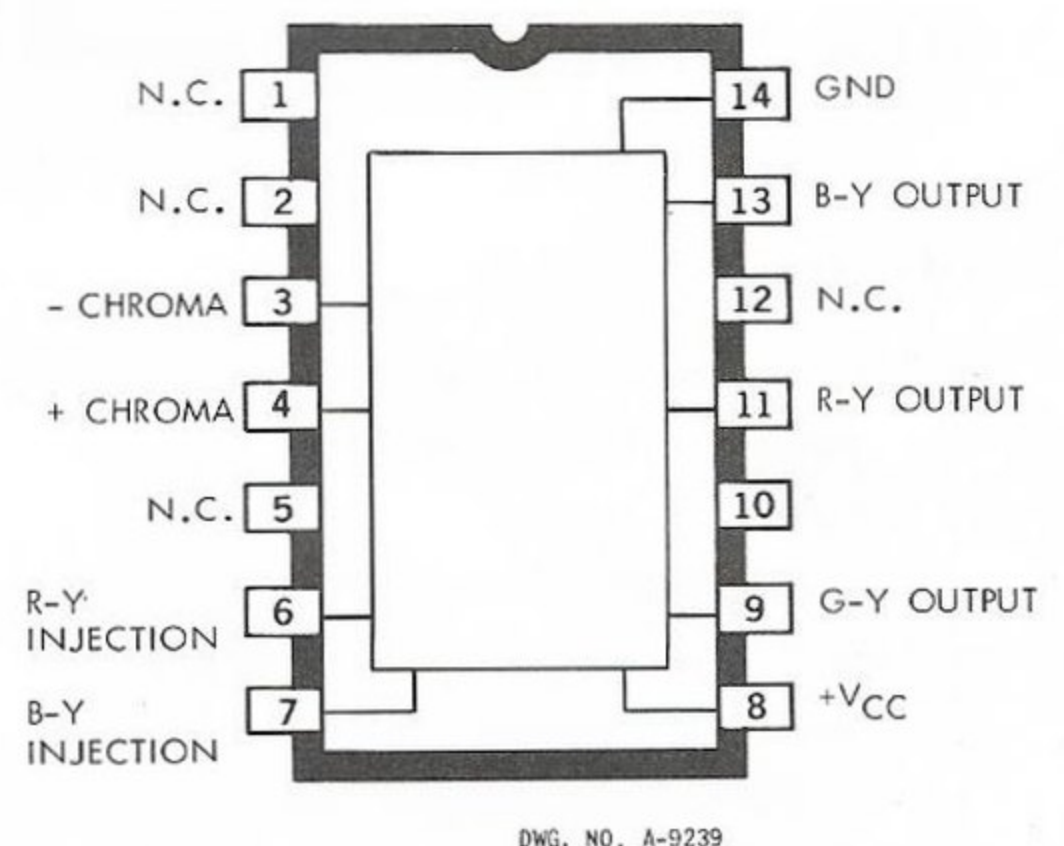 N.C. 1
N.C. 2
- CHROMA 3
+ CHROMA 4
N.C. 5
R-Y
INJECTION 6
B-Y
INJECTION 7
14 GND
13 B-Y OUTPUT
12 N.C.
11 R-Y OUTPUT
10
9 G-Y OUTPUT
8 +VCC
DWG. NO. A-9239